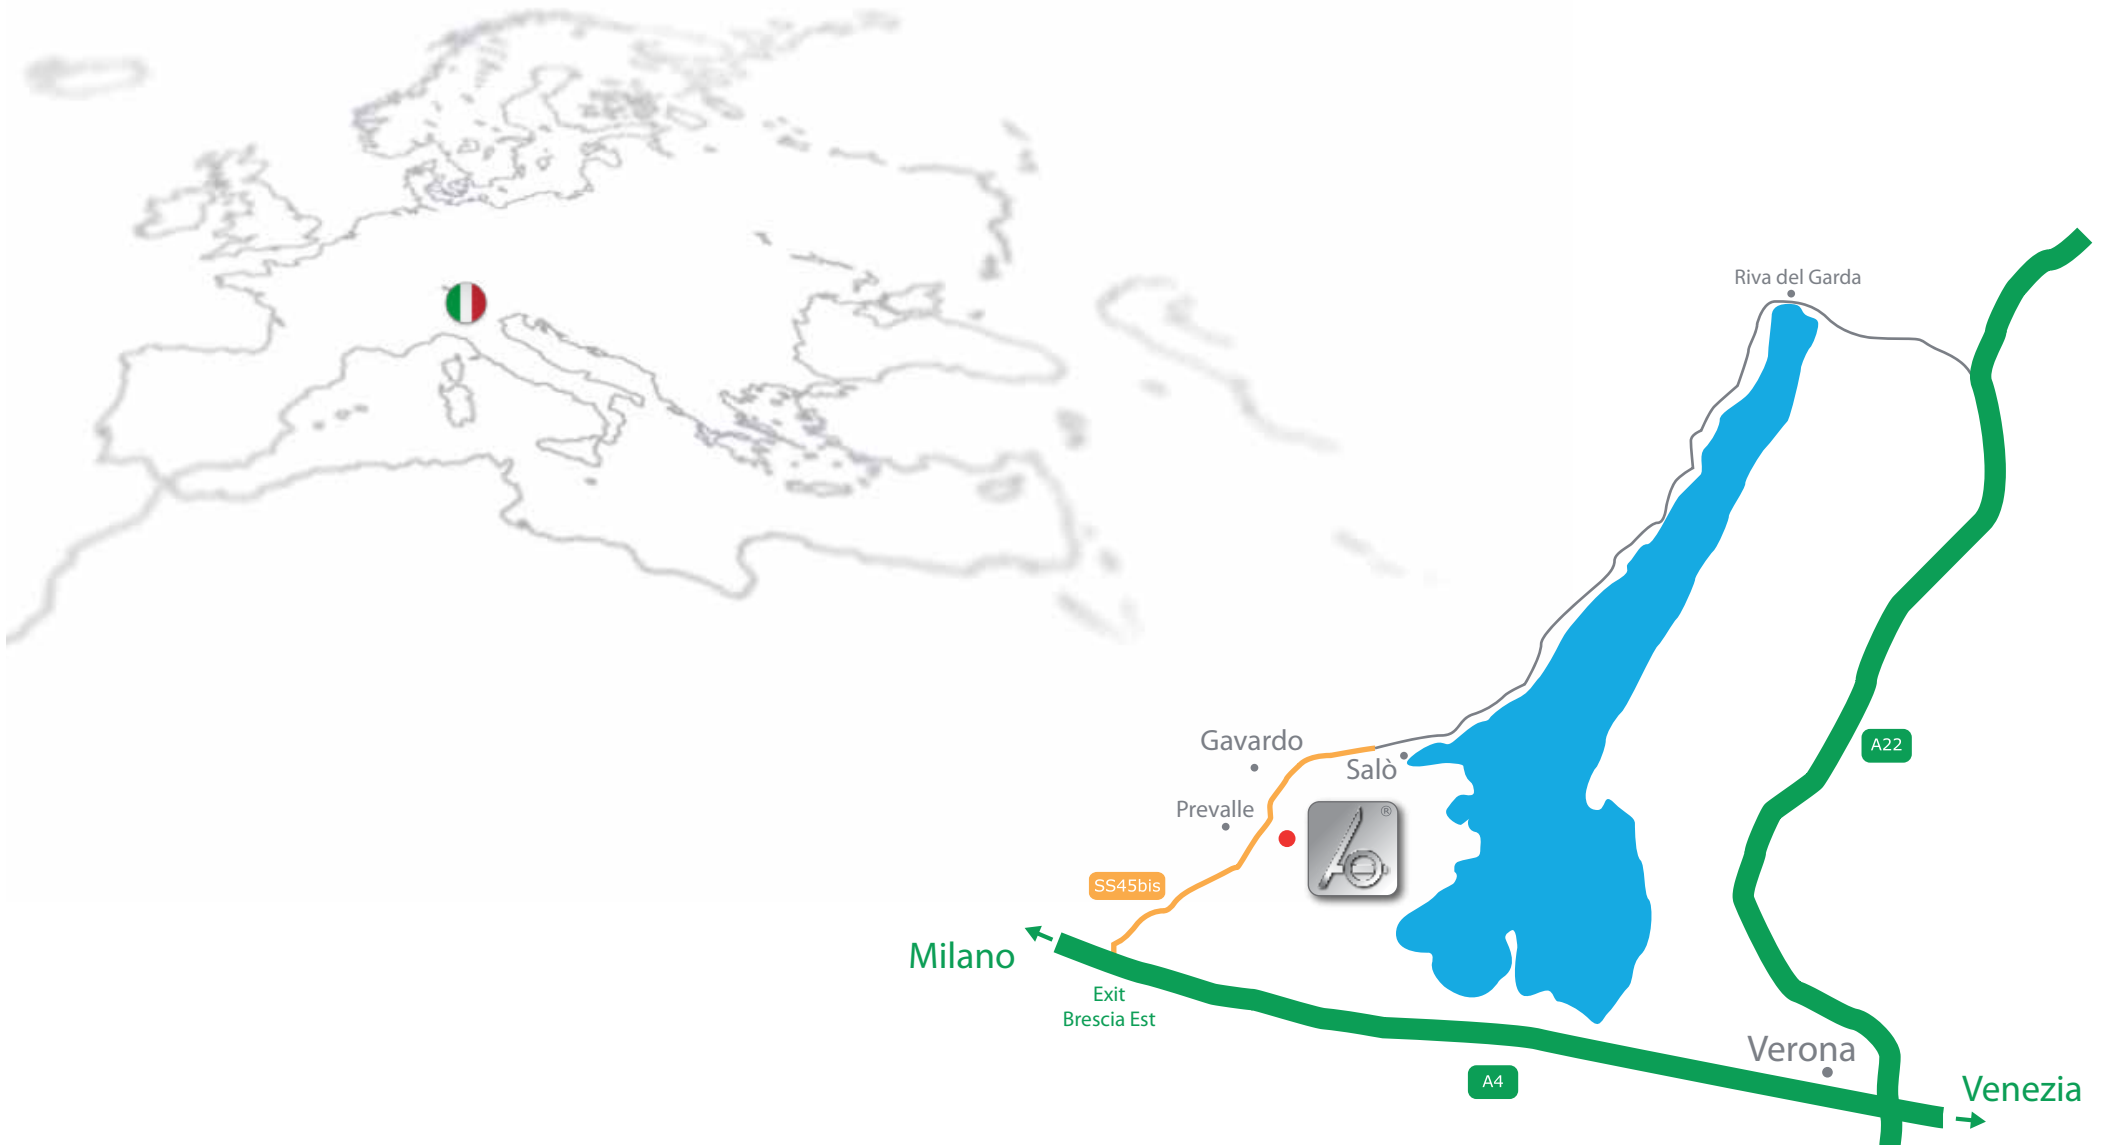 Riva del Garda
Gavardo
Salò
A22
Prevalle
®
SS45bis
Milano
Exit
Brescia Est
Verona
A4
Venezia